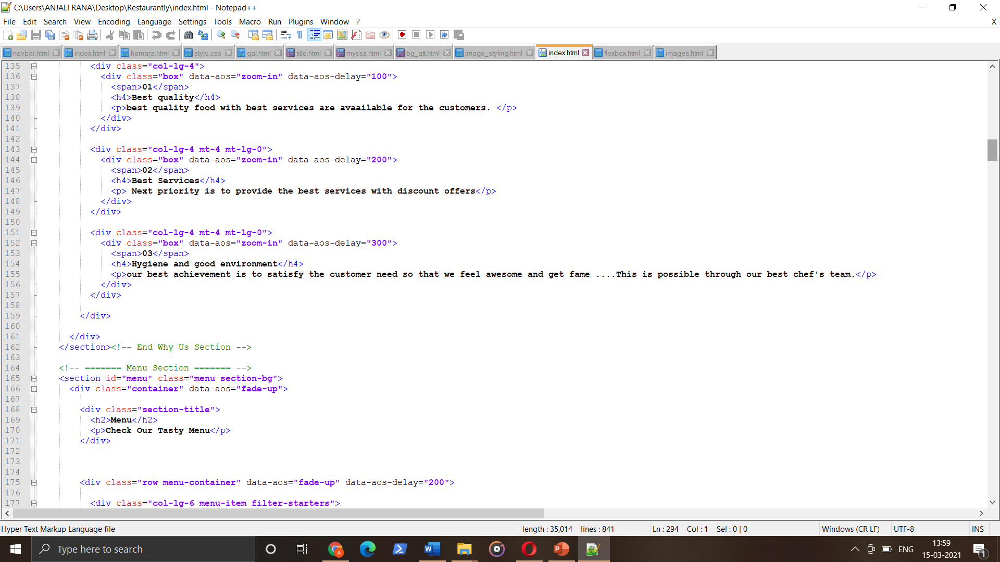 C:\Users\ANJALI RANA\Desktop\Restaurantly\index.html - Notepad++
File Edit Search View Encoding Language Settings Tools Macro Run Plugins Window ? X
navbar.html index.html hamara.html style.css gal.html title.html mycss.html bg_att.html image_styling.html index.html flexbox.html images.html
135 <div class="col-lg-4">
136 <div class="box" data-aos="zoom-in" data-aos-delay="100">
137 <span>01</span>
138 <h4>Best quality</h4>
139 <p>best quality food with best services are avaailable for the customers. </p>
140 </div>
141 </div>
142
143 <div class="col-lg-4 mt-4 mt-lg-0">
144 <div class="box" data-aos="zoom-in" data-aos-delay="200">
145 <span>02</span>
146 <h4>Best Services</h4>
147 <p> Next priority is to provide the best services with discount offers</p>
148 </div>
149 </div>
150
151 <div class="col-lg-4 mt-4 mt-lg-0">
152 <div class="box" data-aos="zoom-in" data-aos-delay="300">
153 <span>03</span>
154 <h4>Hygiene and good environment</h4>
155 <p>our best achievement is to satisfy the customer need so that we feel awesome and get fame ....This is possible through our best chef's team.</p>
156 </div>
157 </div>
158
159 </div>
160
161 </div>
162 </section><!-- End Why Us Section -->
163
164 <!-- ======= Menu Section ======= -->
165 <section id="menu" class="menu section-bg">
166 <div class="container" data-aos="fade-up">
167
168 <div class="section-title">
169 <h2>Menu</h2>
170 <p>Check Our Tasty Menu</p>
171 </div>
172
173
174
175 <div class="row menu-container" data-aos="fade-up" data-aos-delay="200">
176
177 <div class="col-lg-6 menu-item filter-starters">
Hyper Text Markup Language file length : 35,014 lines : 841 Ln : 294 Col : 1 Sel : 0 | 0 Windows (CR LF) UTF-8 INS
Type here to search ENG 13:59
15-03-2021 1